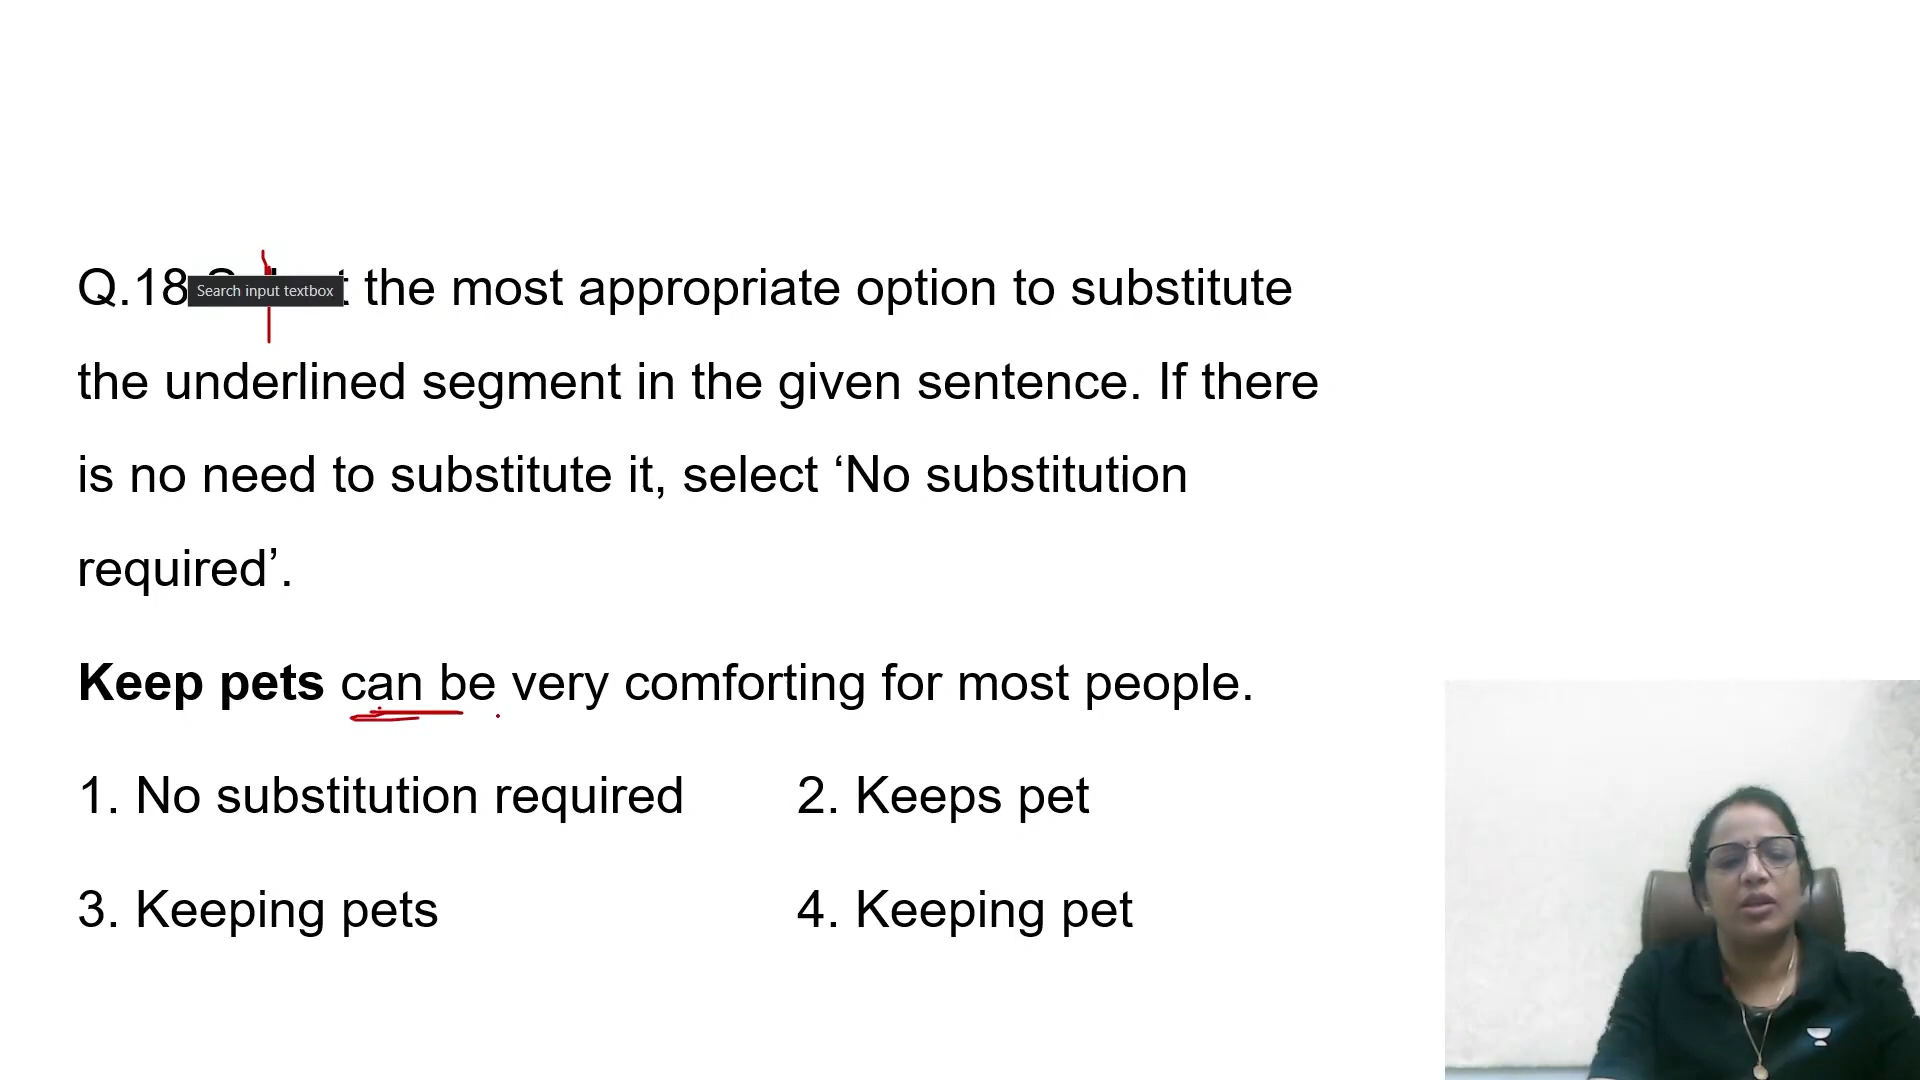 Q.18 the most appropriate option to substitute
Search input textbox
the underlined segment in the given sentence. If there
is no need to substitute it, select ‘No substitution
required’.
Keep pets can be very comforting for most people.
1. No substitution required 2. Keeps pet
3. Keeping pets 4. Keeping pet